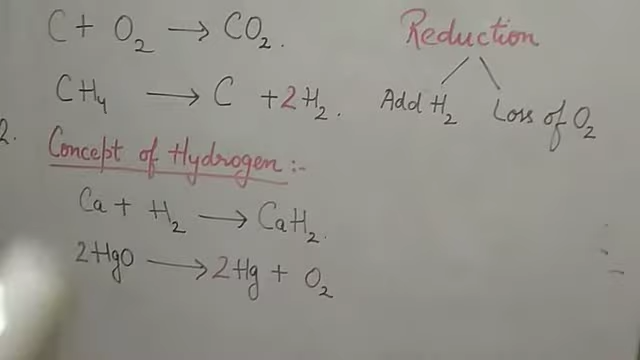 C + O2 → CO2.
Reduction
CH4 → C + 2H2.
Add H2
Loss of O2
2. Concept of Hydrogen :-
Ca + H2 → CaH2.
2HgO → 2Hg + O2